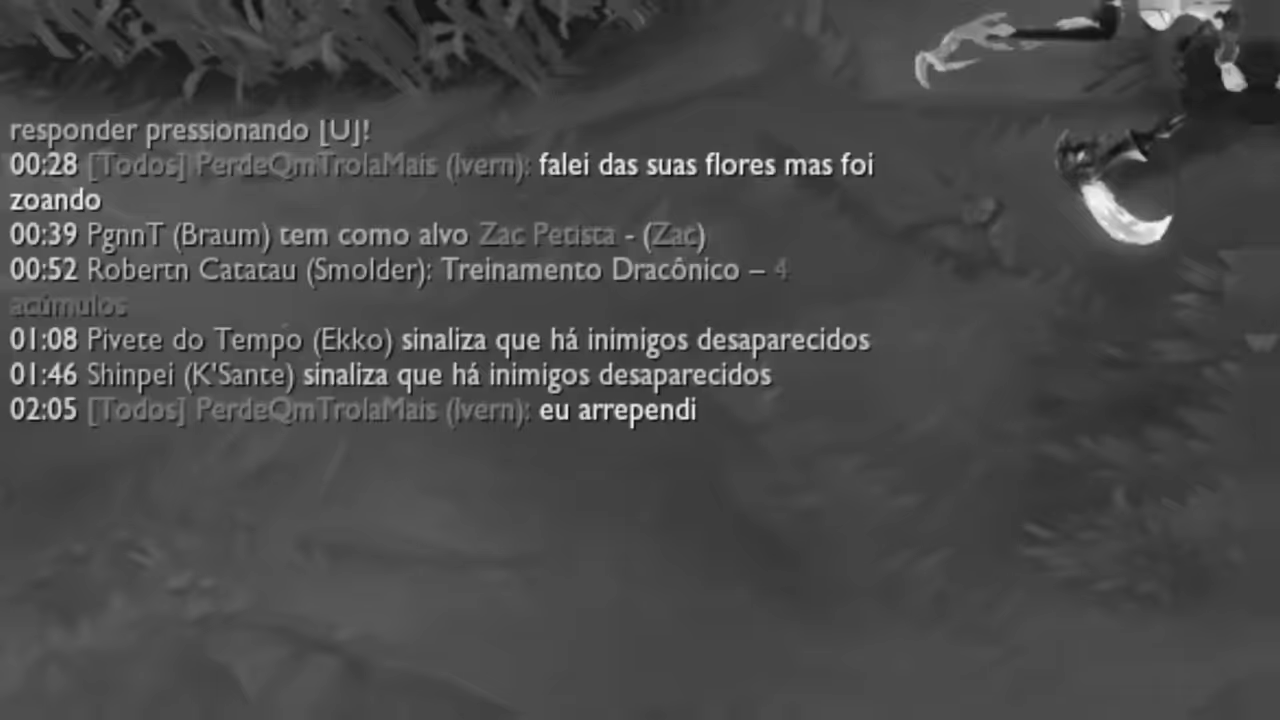 responder pressionando [U]!
00:28 [Todos] PerdeQmTrolaMais (Ivern): falei das suas flores mas foi
zoando
00:39 PgnnT (Braum) tem como alvo Zac Petista - (Zac)
00:52 Robertn Catatau (Smolder): Treinamento Dracônico – 4
acúmulos
01:08 Pivete do Tempo (Ekko) sinaliza que há inimigos desaparecidos
01:46 Shinpei (K'Sante) sinaliza que há inimigos desaparecidos
02:05 [Todos] PerdeQmTrolaMais (Ivern): eu arrependi